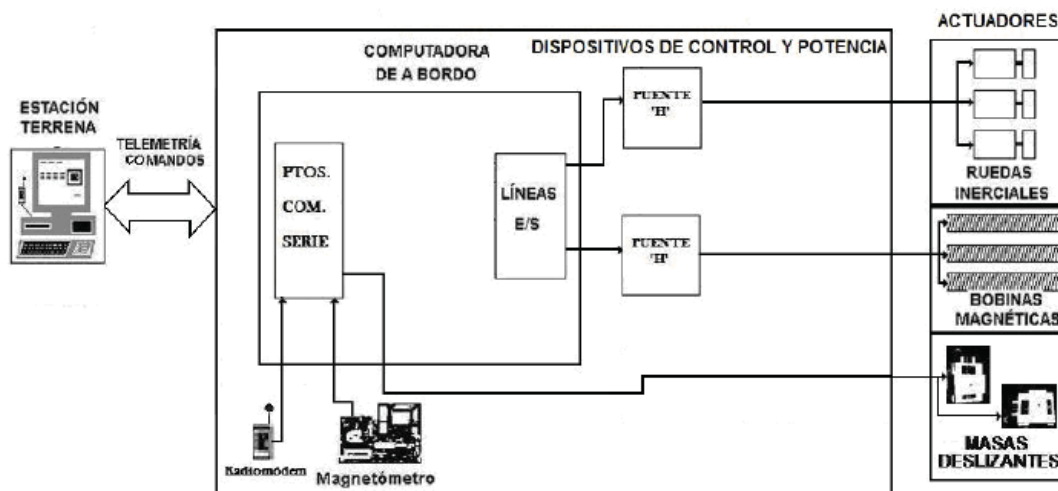 ACTUADORES
COMPUTADORA
DE A BORDO
DISPOSITIVOS DE CONTROL Y POTENCIA
ESTACIÓN
TERRENA
TELEMETRÍA
COMANDOS
PTOS.
COM.
SERIE
LÍNEAS
E/S
PUENTE
"H"
PUENTE
"H"
RUEDAS
INERCIALES
BOBINAS
MAGNÉTICAS
MASAS
DESLIZANTES
Radiomódem
Magnetómetro